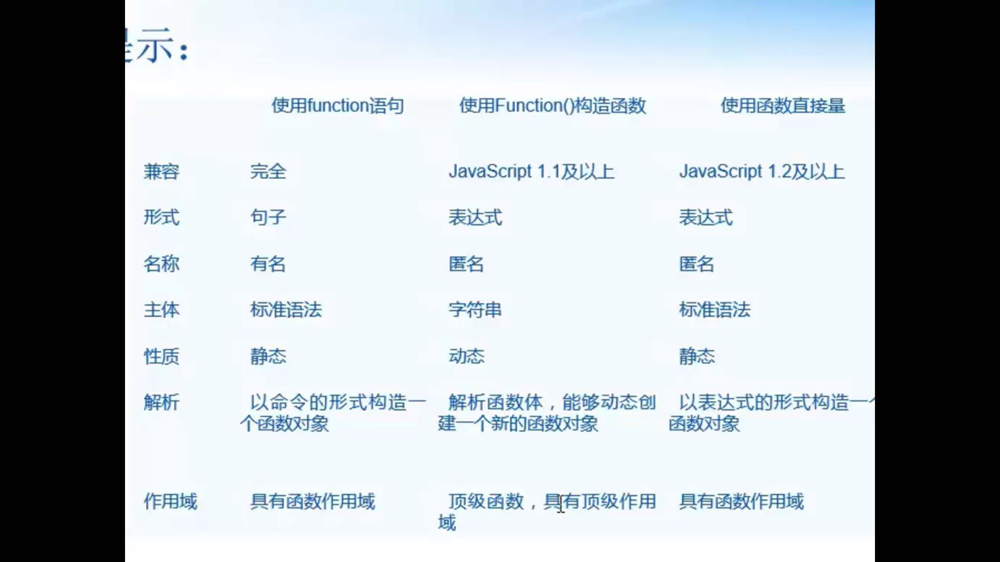 提示：
使用function语句 使用Function()构造函数 使用函数直接量
兼容 完全 JavaScript 1.1及以上 JavaScript 1.2及以上
形式 句子 表达式 表达式
名称 有名 匿名 匿名
主体 标准语法 字符串 标准语法
性质 静态 动态 静态
解析 以命令的形式构造一 解析函数体，能够动态创 以表达式的形式构造一个
个函数对象 建一个新的函数对象 函数对象
作用域 具有函数作用域 顶级函数，具有顶级作用 具有函数作用域
域